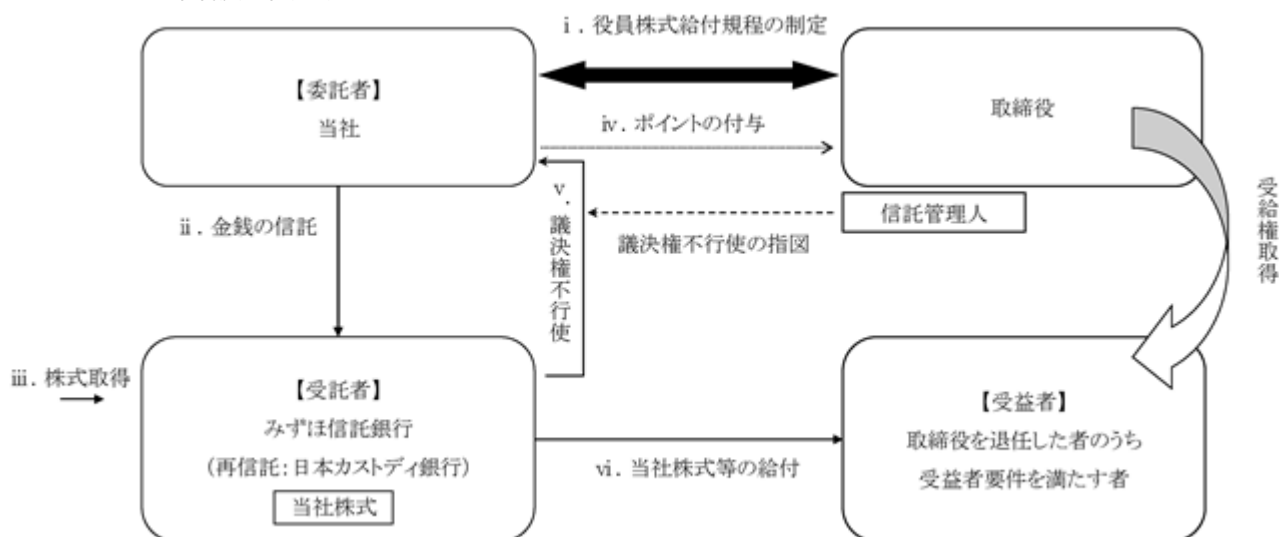 ⅰ. 役員株式給付規程の制定
【委託者】
当社
取締役
ⅳ. ポイントの付与
ⅱ. 金銭の信託
ⅴ. 議決権不行使
信託管理人
議決権不行使の指図
受給権取得
ⅲ. 株式取得
【受託者】
みずほ信託銀行
(再信託:日本カストディ銀行)
当社株式
ⅵ. 当社株式等の給付
【受益者】
取締役を退任した者のうち
受益者要件を満たす者